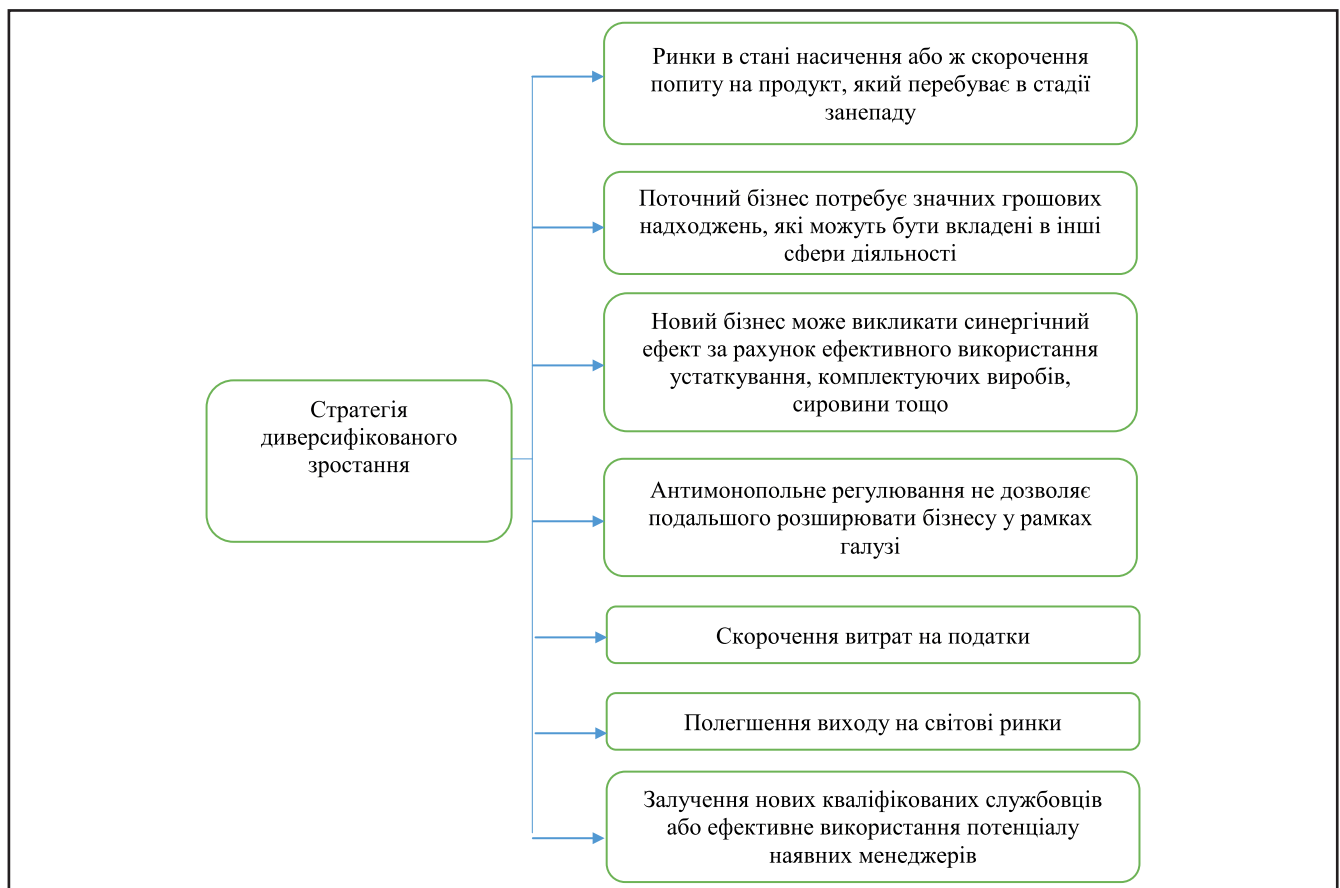 Ринки в стані насичення або ж скорочення
попиту на продукт, який перебуває в стадії
занепаду
Поточний бізнес потребує значних грошових
надходжень, які можуть бути вкладені в інші
сфери діяльності
Новий бізнес може викликати синергічний
ефект за рахунок ефективного використання
устаткування, комплектуючих виробів,
сировини тощо
Стратегія
диверсифікованого
зростання
Антимонопольне регулювання не дозволяє
подальшого розширювати бізнесу у рамках
галузі
Скорочення витрат на податки
Полегшення виходу на світові ринки
Залучення нових кваліфікованих службовців
або ефективне використання потенціалу
наявних менеджерів